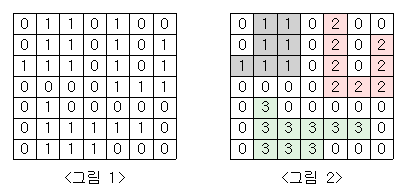 0 1 1 0 1 0 0
0 1 1 0 1 0 1
1 1 1 0 1 0 1
0 0 0 0 1 1 1
0 1 0 0 0 0 0
0 1 1 1 1 1 0
0 1 1 1 0 0 0
<그림 1>
0 1 1 0 2 0 0
0 1 1 0 2 0 2
1 1 1 0 2 0 2
0 0 0 0 2 2 2
0 3 0 0 0 0 0
0 3 3 3 3 3 0
0 3 3 3 0 0 0
<그림 2>